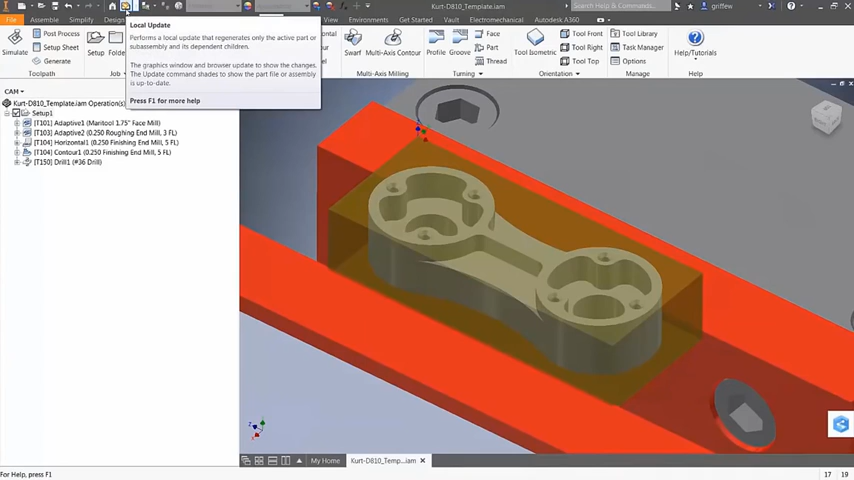 Kurt-D810_Template.iam
griffew
File
Assembly
Simplify
Design
View
Environments
Get Started
Vault
Electromechanical
Autodesk A360
Simulate
Post Process
Setup Sheet
Generate
Toolpath
Setup
Folde
Job
Local Update
Performs a local update that regenerates only the active part or
subassembly and its dependent children.
The graphics window and browser update to show the changes.
The Update command shades to show the part file or assembly
is up-to-date.
Press F1 for more help
Swarf
Multi-Axis Contour
Multi-Axis Milling
Profile
Groove
Face
Part
Thread
Turning
Tool Isometric
Tool Front
Tool Right
Tool Top
Orientation
Tool Library
Task Manager
Options
Manage
Help/Tutorials
Help
CAM
Kurt-D810_Template.iam Operation(s)
Setup1
[T101] Adaptive1 (Maritool 1.75" Face Mill)
[T103] Adaptive2 (0.250 Roughing End Mill, 3 FL)
[T104] Horizontal1 (0.250 Finishing End Mill, 5 FL)
[T104] Contour1 (0.250 Finishing End Mill, 5 FL)
[T150] Drill1 (#36 Drill)
My Home
Kurt-D810_Temp...iam
For Help, press F1
17
19